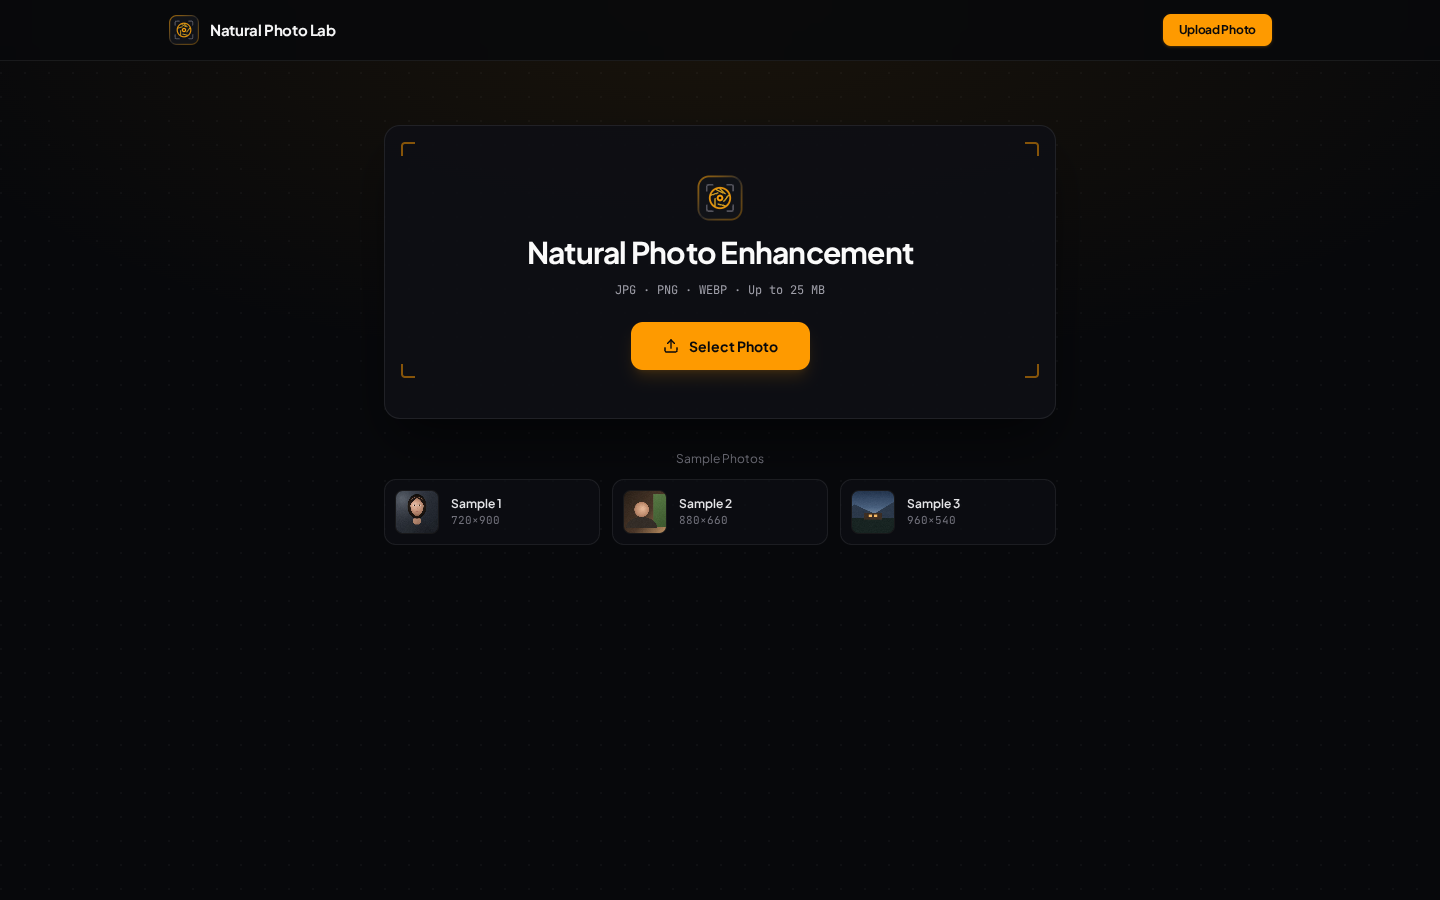 Natural Photo Lab
Upload Photo
Natural Photo Enhancement
JPG · PNG · WEBP · Up to 25 MB
Select Photo
Sample Photos
Sample 1
720×900
Sample 2
880×660
Sample 3
960×540